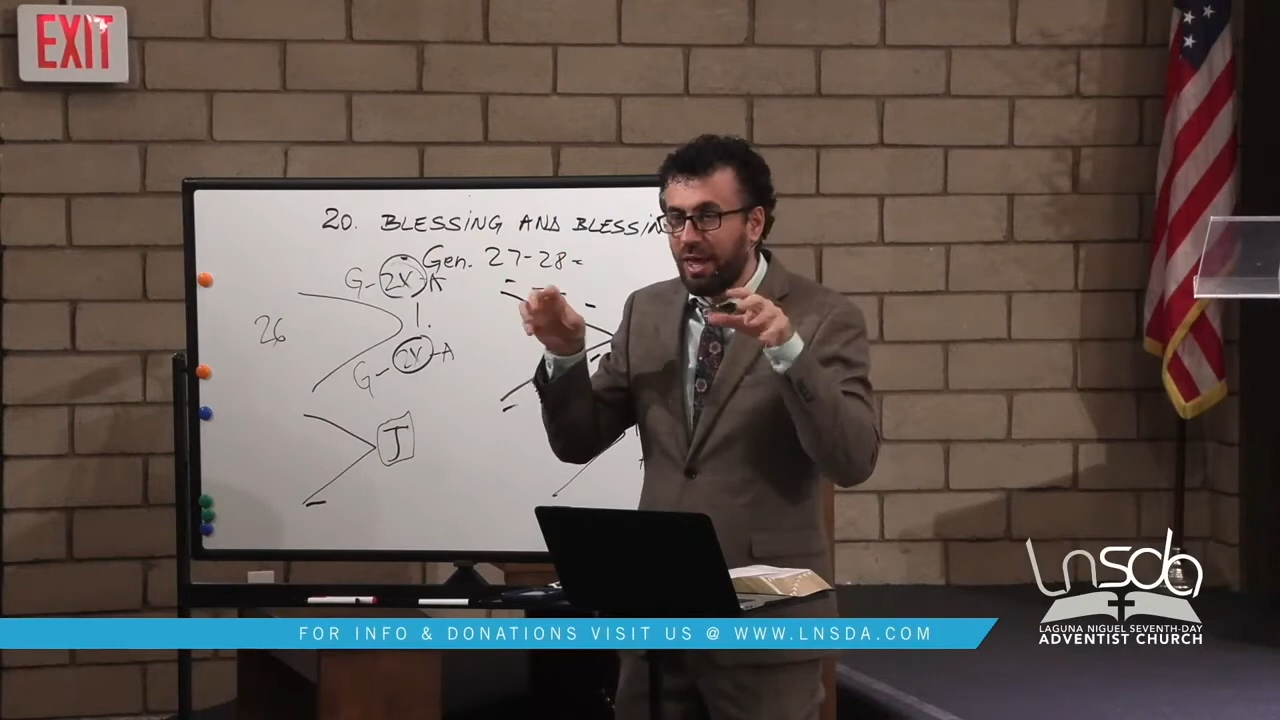 EXIT
20. BLESSING AND BLESSIN
Gen. 27-28
G-2x-A
26
1.
G-2x-A
J
FOR INFO & DONATIONS VISIT US @ WWW.LNSDA.COM
LNSDA
LAGUNA NIGUEL SEVENTH-DAY
ADVENTIST CHURCH